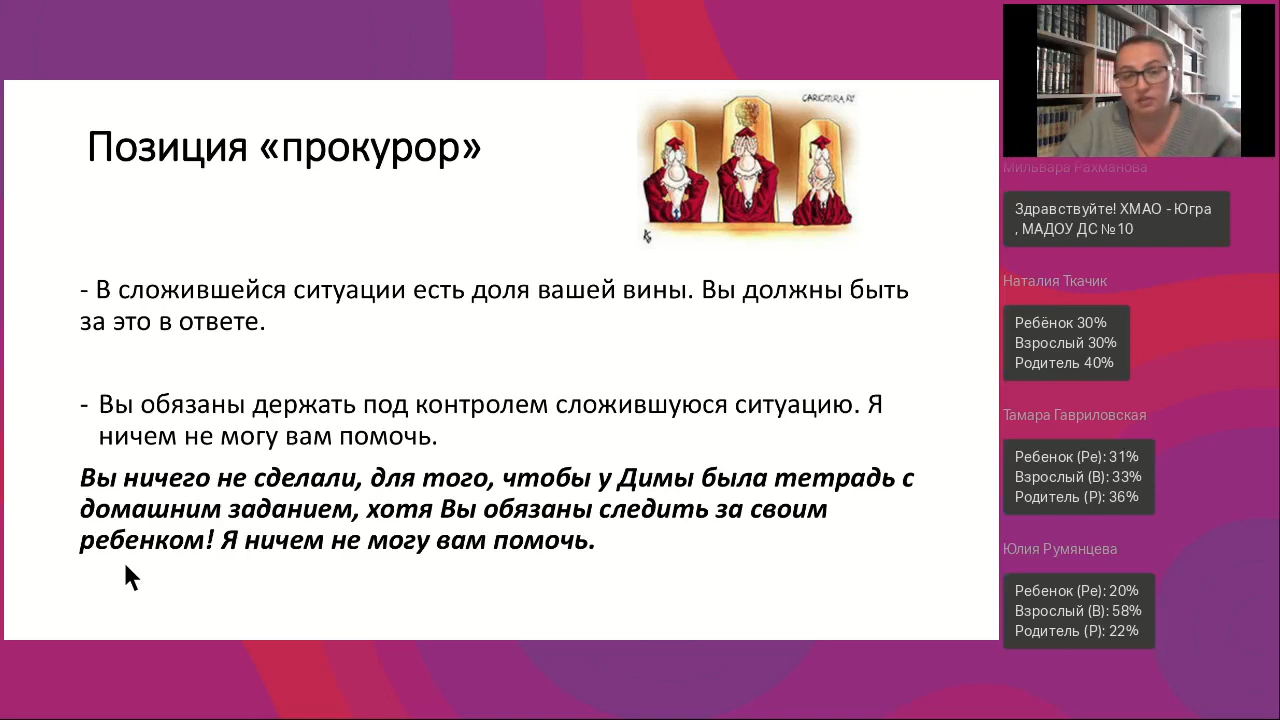 Позиция «прокурор»
CARICATURA.RU
- В сложившейся ситуации есть доля вашей вины. Вы должны быть
за это в ответе.
- Вы обязаны держать под контролем сложившуюся ситуацию. Я
ничем не могу вам помочь.
Вы ничего не сделали, для того, чтобы у Димы была тетрадь с
домашним заданием, хотя Вы обязаны следить за своим
ребенком! Я ничем не могу вам помочь.
Мильвара Рахманова
Здравствуйте! ХМАО - Югра
, МАДОУ ДС №10
Наталия Ткачик
Ребёнок 30%
Взрослый 30%
Родитель 40%
Тамара Гавриловская
Ребенок (Ре): 31%
Взрослый (В): 33%
Родитель (Р): 36%
Юлия Румянцева
Ребенок (Ре): 20%
Взрослый (В): 58%
Родитель (Р): 22%